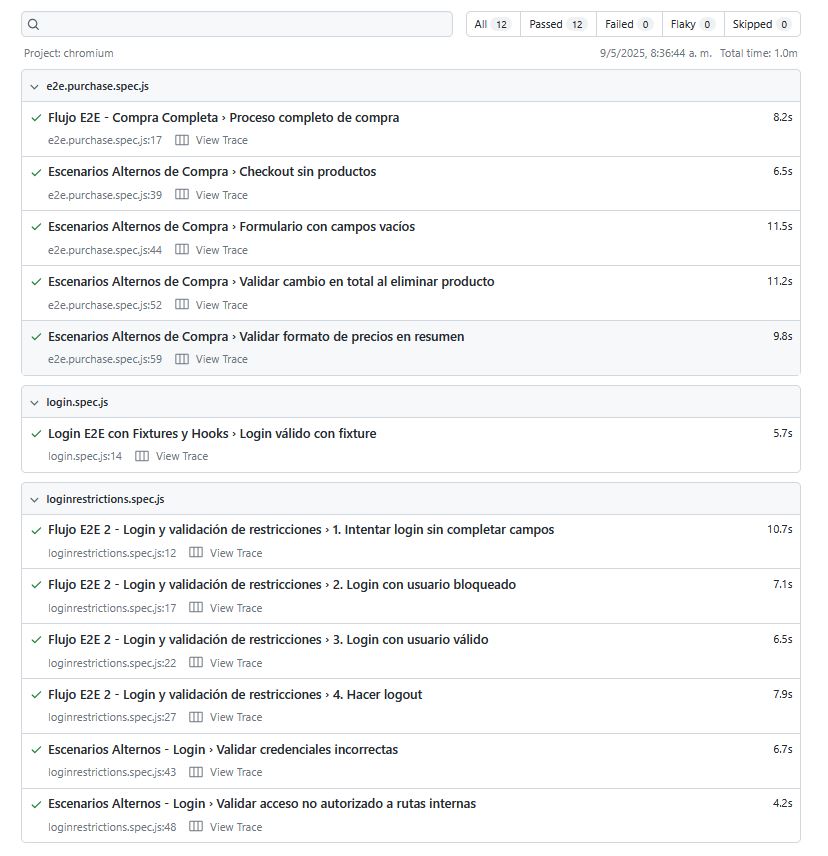 All 12 Passed 12 Failed 0 Flaky 0 Skipped 0
Project: chromium 9/5/2025, 8:36:44 a. m. Total time: 1.0m
e2e.purchase.spec.js
Flujo E2E - Compra Completa › Proceso completo de compra 8.2s
e2e.purchase.spec.js:17 View Trace
Escenarios Alternos de Compra › Checkout sin productos 6.5s
e2e.purchase.spec.js:39 View Trace
Escenarios Alternos de Compra › Formulario con campos vacíos 11.5s
e2e.purchase.spec.js:44 View Trace
Escenarios Alternos de Compra › Validar cambio en total al eliminar producto 11.2s
e2e.purchase.spec.js:52 View Trace
Escenarios Alternos de Compra › Validar formato de precios en resumen 9.8s
e2e.purchase.spec.js:59 View Trace
login.spec.js
Login E2E con Fixtures y Hooks › Login válido con fixture 5.7s
login.spec.js:14 View Trace
loginrestrictions.spec.js
Flujo E2E 2 - Login y validación de restricciones › 1. Intentar login sin completar campos 10.7s
loginrestrictions.spec.js:12 View Trace
Flujo E2E 2 - Login y validación de restricciones › 2. Login con usuario bloqueado 7.1s
loginrestrictions.spec.js:17 View Trace
Flujo E2E 2 - Login y validación de restricciones › 3. Login con usuario válido 6.5s
loginrestrictions.spec.js:22 View Trace
Flujo E2E 2 - Login y validación de restricciones › 4. Hacer logout 7.9s
loginrestrictions.spec.js:27 View Trace
Escenarios Alternos - Login › Validar credenciales incorrectas 6.7s
loginrestrictions.spec.js:43 View Trace
Escenarios Alternos - Login › Validar acceso no autorizado a rutas internas 4.2s
loginrestrictions.spec.js:48 View Trace